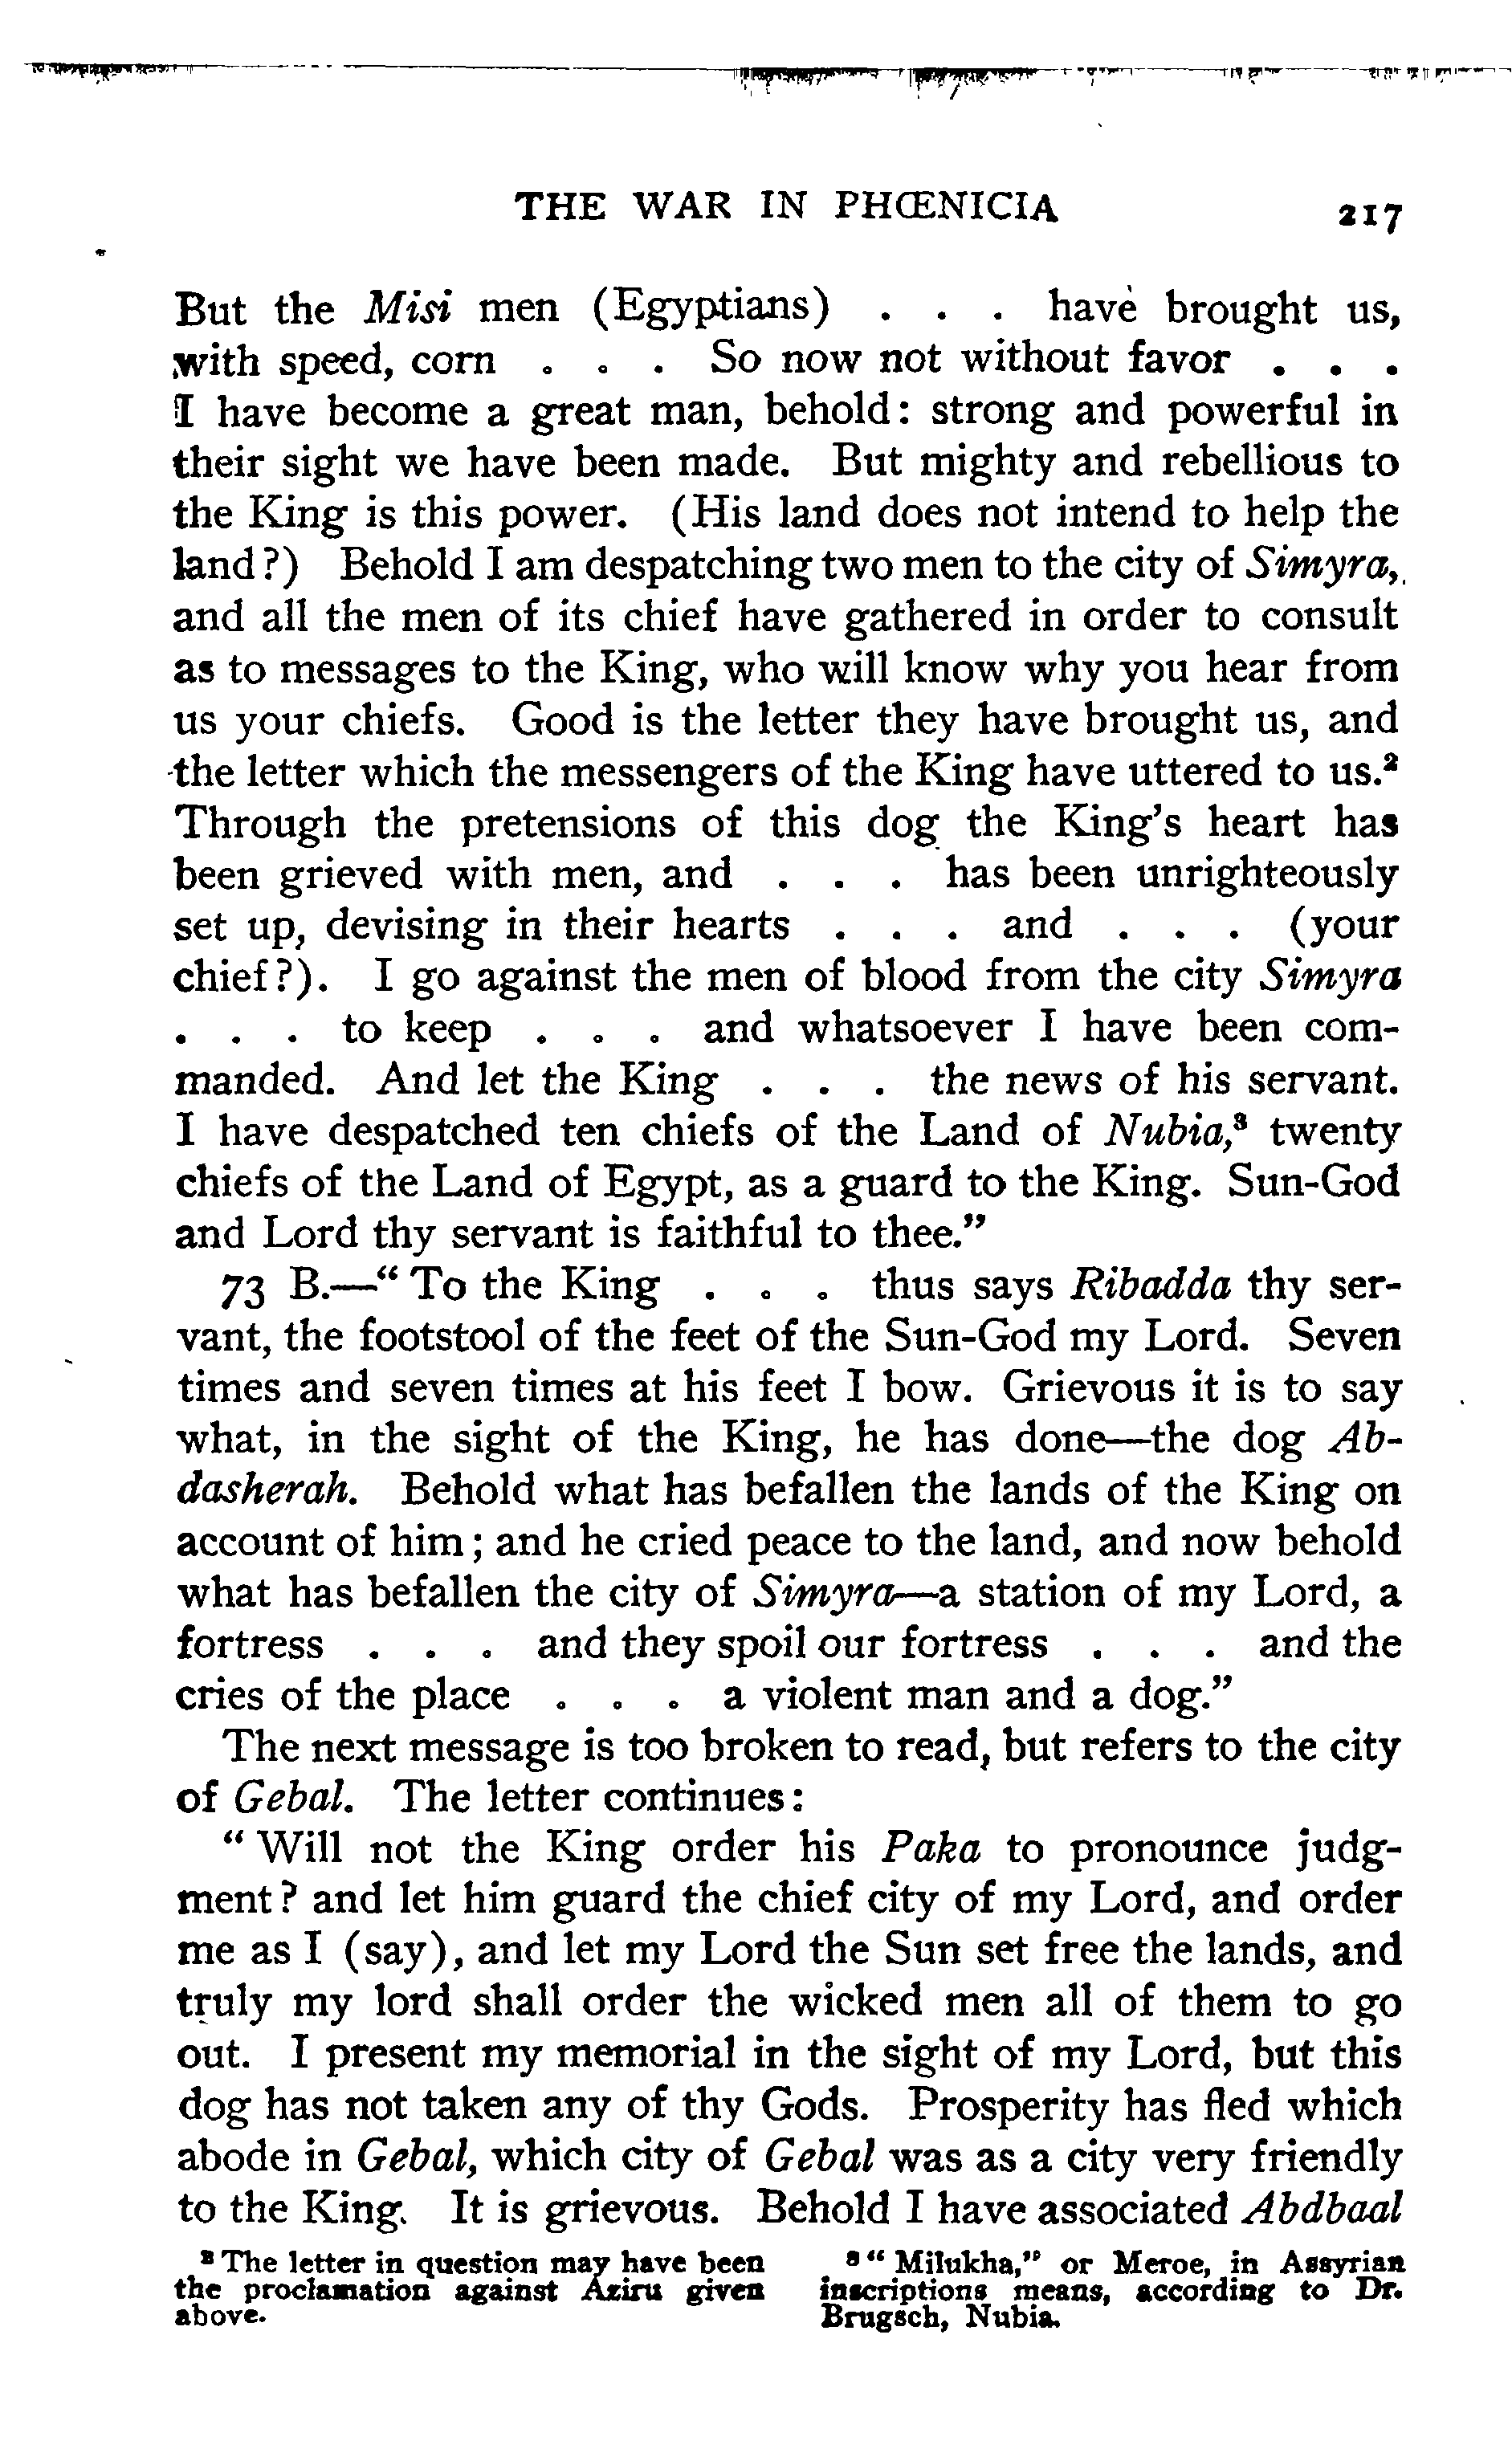 THE WAR IN PHŒNICIA 217
But the Misi men (Egyptians) . . . have brought us,
with speed, corn . . . So now not without favor . . .
I have become a great man, behold: strong and powerful in
their sight we have been made. But mighty and rebellious to
the King is this power. (His land does not intend to help the
land?) Behold I am despatching two men to the city of Simyra,
and all the men of its chief have gathered in order to consult
as to messages to the King, who will know why you hear from
us your chiefs. Good is the letter they have brought us, and
the letter which the messengers of the King have uttered to us.²
Through the pretensions of this dog the King's heart has
been grieved with men, and . . . has been unrighteously
set up, devising in their hearts . . . and . . . (your
chief?). I go against the men of blood from the city Simyra
. . . to keep . . . and whatsoever I have been com-
manded. And let the King . . . the news of his servant.
I have despatched ten chiefs of the Land of Nubia,³ twenty
chiefs of the Land of Egypt, as a guard to the King. Sun-God
and Lord thy servant is faithful to thee."
73 B.—"To the King . . . thus says Ribadda thy ser-
vant, the footstool of the feet of the Sun-God my Lord. Seven
times and seven times at his feet I bow. Grievous it is to say
what, in the sight of the King, he has done—the dog Ab-
dasherah. Behold what has befallen the lands of the King on
account of him; and he cried peace to the land, and now behold
what has befallen the city of Simyra—a station of my Lord, a
fortress . . . and they spoil our fortress . . . and the
cries of the place . . . a violent man and a dog."
The next message is too broken to read, but refers to the city
of Gebal. The letter continues:
"Will not the King order his Paka to pronounce judg-
ment? and let him guard the chief city of my Lord, and order
me as I (say), and let my Lord the Sun set free the lands, and
truly my lord shall order the wicked men all of them to go
out. I present my memorial in the sight of my Lord, but this
dog has not taken any of thy Gods. Prosperity has fled which
abode in Gebal, which city of Gebal was as a city very friendly
to the King. It is grievous. Behold I have associated Abdbaal
² The letter in question may have been
the proclamation against Aziru given
above.
³ "Milukha," or Meroe, in Assyrian
inscriptions means, according to Dr.
Brugsch, Nubia.